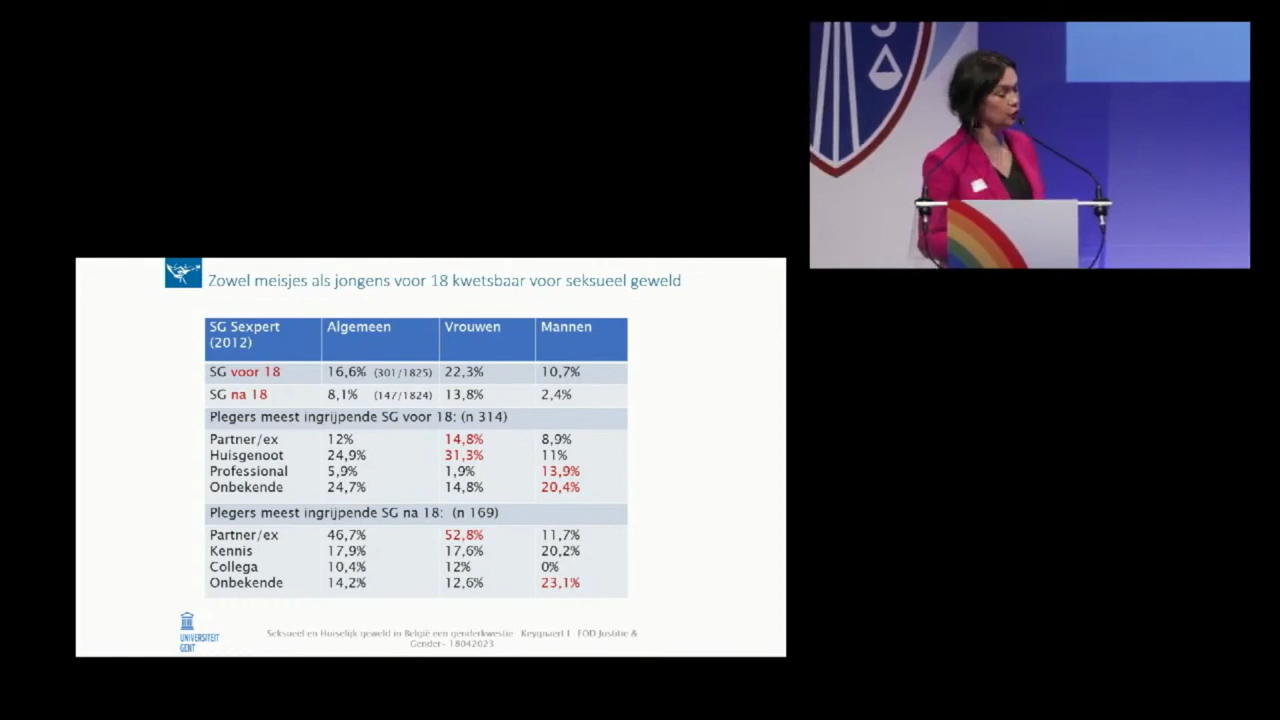 Zowel meisjes als jongens voor 18 kwetsbaar voor seksueel geweld
SG Sexpert (2012) Algemeen Vrouwen Mannen
SG voor 18 16,6% (301/1825) 22,3% 10,7%
SG na 18 8,1% (147/1824) 13,8% 2,4%
Plegers meest ingrijpende SG voor 18: (n 314)
Partner/ex 12% 14,8% 8,9%
Huisgenoot 24,9% 31,3% 11%
Professional 5,9% 1,9% 13,9%
Onbekende 24,7% 14,8% 20,4%
Plegers meest ingrijpende SG na 18: (n 169)
Partner/ex 46,7% 52,8% 11,7%
Kennis 17,9% 17,6% 20,2%
Collega 10,4% 12% 0%
Onbekende 14,2% 12,6% 23,1%
UNIVERSITEIT
GENT
Seksueel en Huiselijk geweld in België een genderkwestie- Keygnaert I- FOD Justitie &
Gender- 18042023